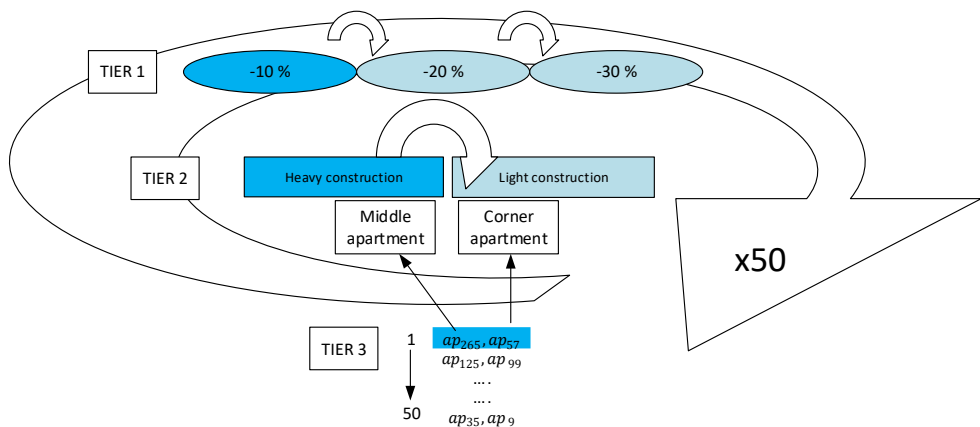 TIER 1
-10 %
-20 %
-30 %
TIER 2
Heavy construction
Light construction
Middle
apartment
Corner
apartment
x50
TIER 3
1
𝑎𝑝₂₆₅, 𝑎𝑝₅₇
𝑎𝑝₁₂₅, 𝑎𝑝₉₉
....
....
50
𝑎𝑝₃₅, 𝑎𝑝₉